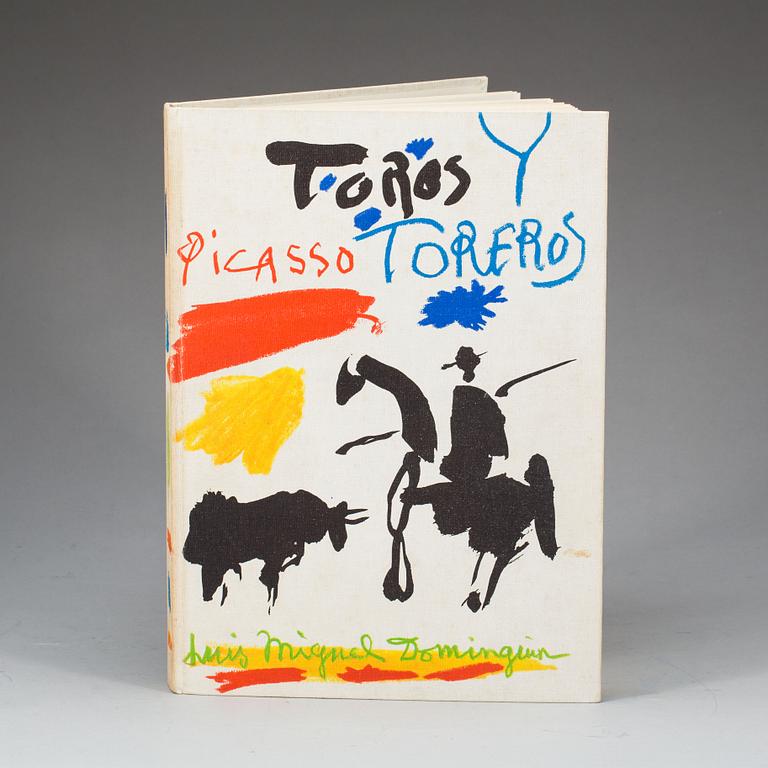 TOROS Y
PICASSO TOREROS
Luis Miguel Dominguin